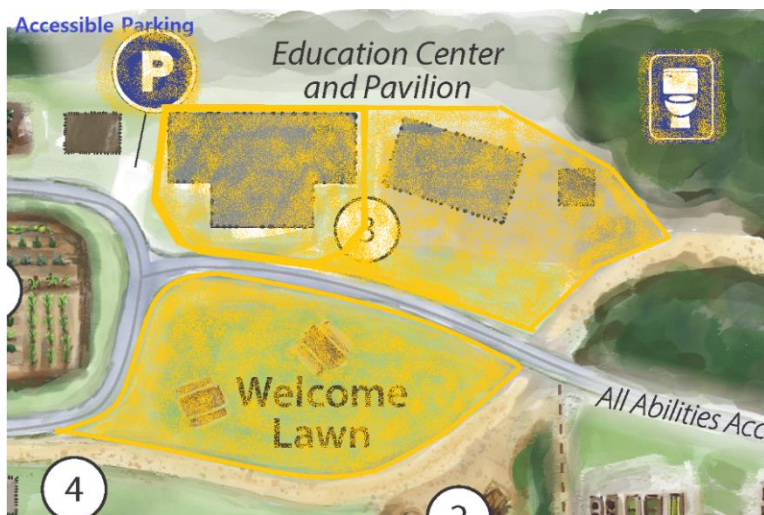 Accessible Parking
P
Education Center
and Pavilion
3
Welcome
Lawn
All Abilities Acc
4